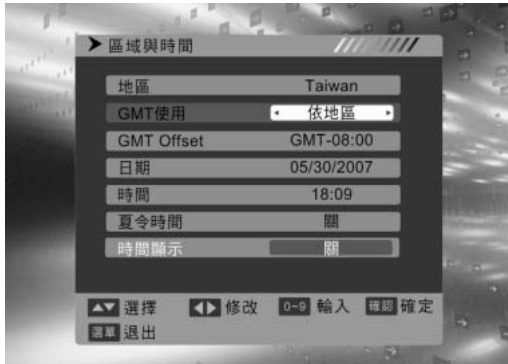 區域與時間
地區 Taiwan
GMT使用 依地區
GMT Offset GMT-08:00
日期 05/30/2007
時間 18:09
夏令時間 關
時間顯示 關
選擇 修改 0~9 輸入 確認 確定
選單 退出